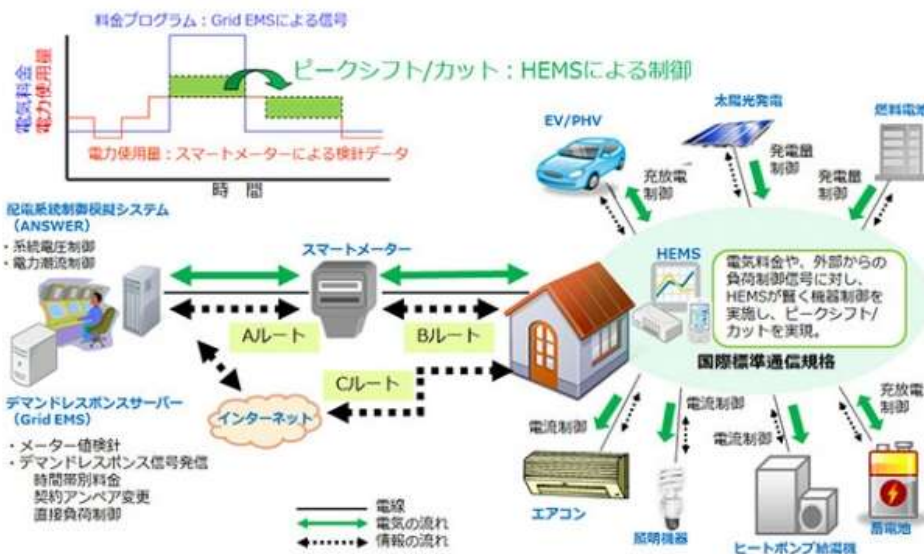 料金プログラム：Grid EMSによる信号
ピークシフト/カット：HEMSによる制御
電気料金
電力使用量
電力使用量：スマートメーターによる検針データ
時 間
EV/PHV
太陽光発電
燃料電池
充放電
制御
発電量
制御
発電量
制御
配電系統制御模擬システム
（ANSWER）
・系統電圧制御
・電力潮流制御
スマートメーター
HEMS
電気料金や、外部からの
負荷制御信号に対し、
HEMSが賢く機器制御を
実施し、ピークシフト/
カットを実現。
国際標準通信規格
Aルート
Bルート
Cルート
インターネット
デマンドレスポンスサーバー
（Grid EMS）
・メーター値検針
・デマンドレスポンス信号発信
時間帯別料金
契約アンペア変更
直接負荷制御
電流制御
電流制御
電流制御
充放電
制御
エアコン
照明機器
ヒートポンプ給湯機
蓄電池
電線
電気の流れ
情報の流れ